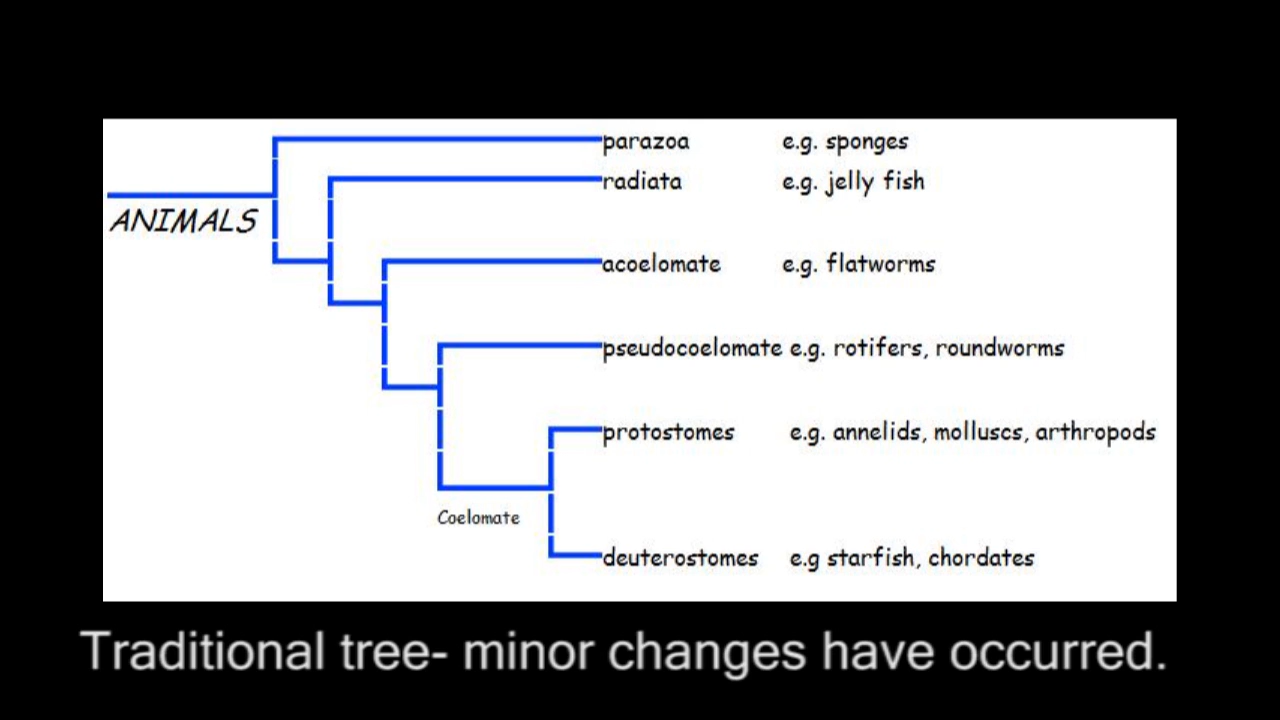 parazoa e.g. sponges
radiata e.g. jelly fish
ANIMALS
acoelomate e.g. flatworms
pseudocoelomate e.g. rotifers, roundworms
protostomes e.g. annelids, molluscs, arthropods
Coelomate
deuterostomes e.g starfish, chordates
Traditional tree- minor changes have occurred.